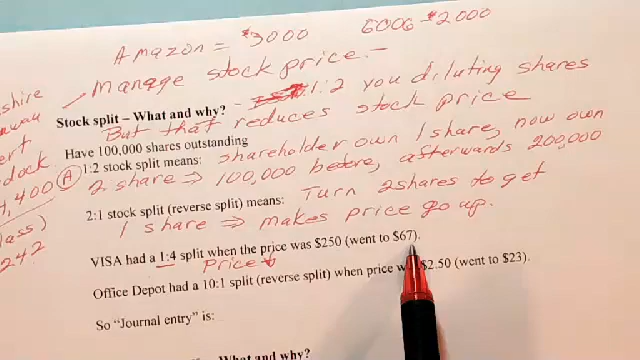 Amazon = $3000 GOOG $2000
Manage stock price.-
shire
Stock split – What and why? 1:2 you diluting shares
But that reduces stock price
Have 100,000 shares outstanding
1:2 stock split means: shareholder own 1 share, now own
2 share ⇒ 100,000 before, afterwards 200,000
,400 (A)
2:1 stock split (reverse split) means: Turn 2 shares to get
1 share ⇒ makes price go up.
lass)
242
VISA had a 1:4 split when the price was $250 (went to $67).
Price ↓
Office Depot had a 10:1 split (reverse split) when price $2.50 (went to $23).
So “Journal entry” is:
What and why?